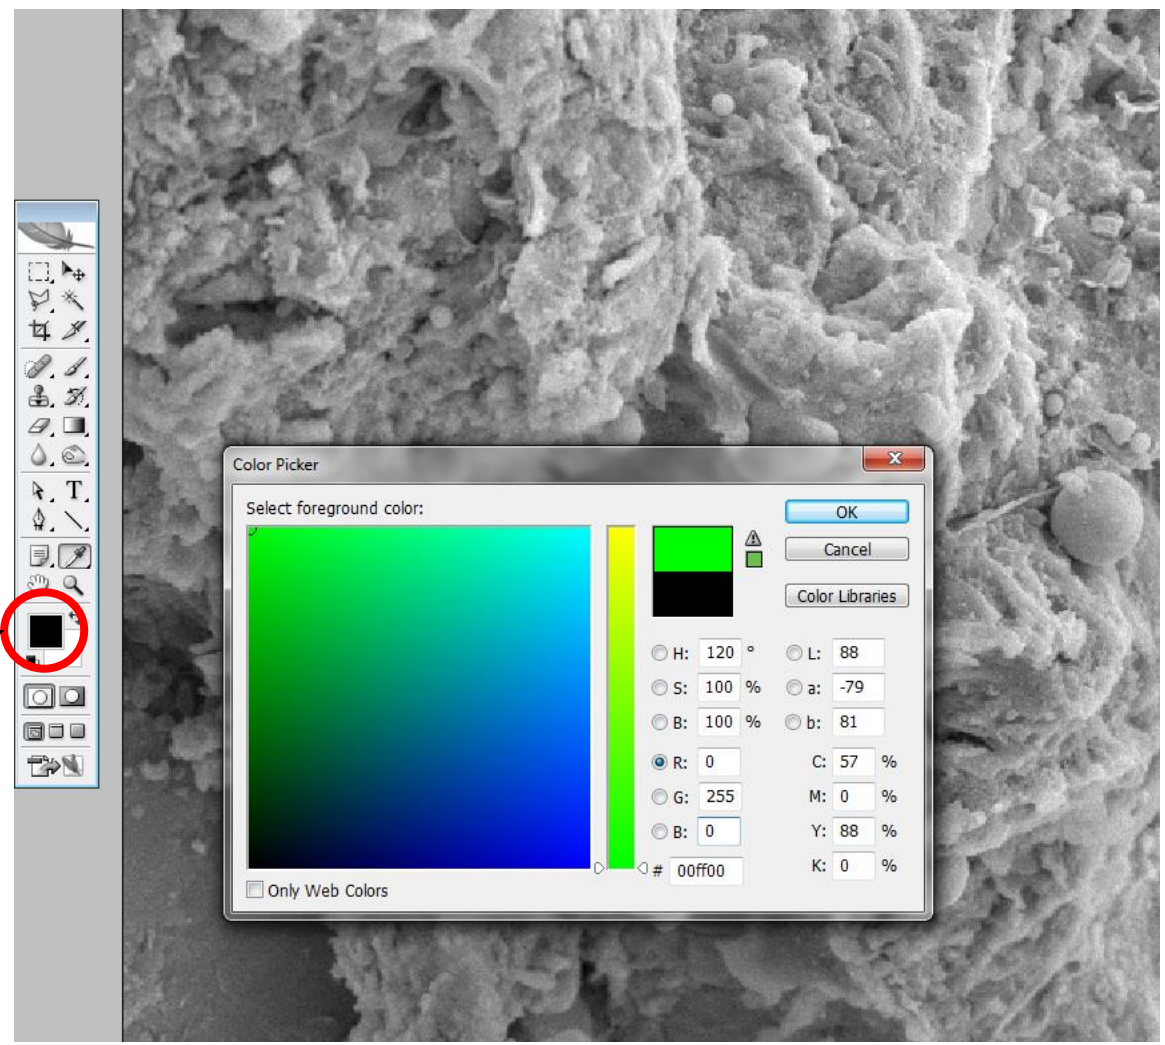 T
Color Picker
Select foreground color:
OK
Cancel
Color Libraries
H: 120 °
L: 88
S: 100 %
a: -79
B: 100 %
b: 81
R: 0
C: 57 %
G: 255
M: 0 %
B: 0
Y: 88 %
# 00ff00
K: 0 %
Only Web Colors